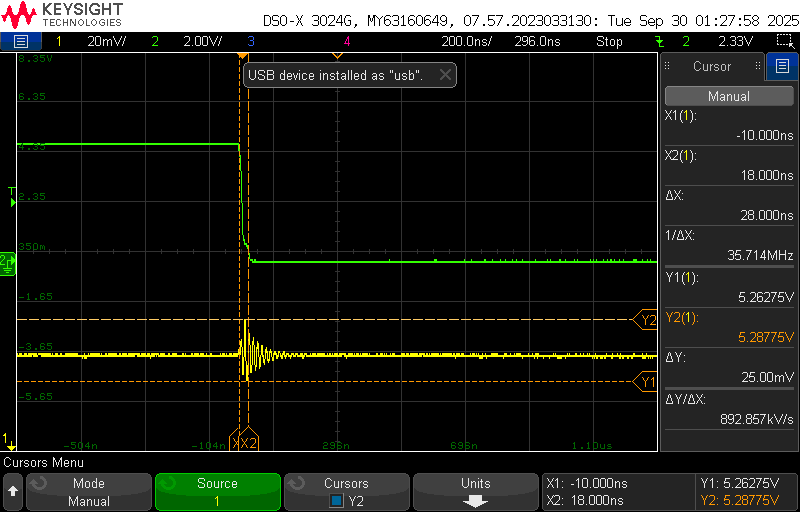 KEYSIGHT
TECHNOLOGIES
DSO-X 3024G, MY63160649, 07.57.2023033130: Tue Sep 30 01:27:58 2025
1 20mV/ 2 2.00V/ 3 4 200.0ns/ 296.0ns Stop 2 2.33V
8.35V
USB device installed as "usb".
6.35
4.35
T
2.35
350m
2
-1.65
Y2
-3.65
Y1
-5.65
1
-504n -104n 296n 696n 1.10us
X X2
Cursor
Manual
X1(1):
-10.000ns
X2(1):
18.000ns
ΔX:
28.000ns
1/ΔX:
35.714MHz
Y1(1):
5.26275V
Y2(1):
5.28775V
ΔY:
25.00mV
ΔY/ΔX:
892.857kV/s
Cursors Menu
Mode
Manual
Source
1
Cursors
Y2
Units
X1: -10.000ns
X2: 18.000ns
Y1: 5.26275V
Y2: 5.28775V